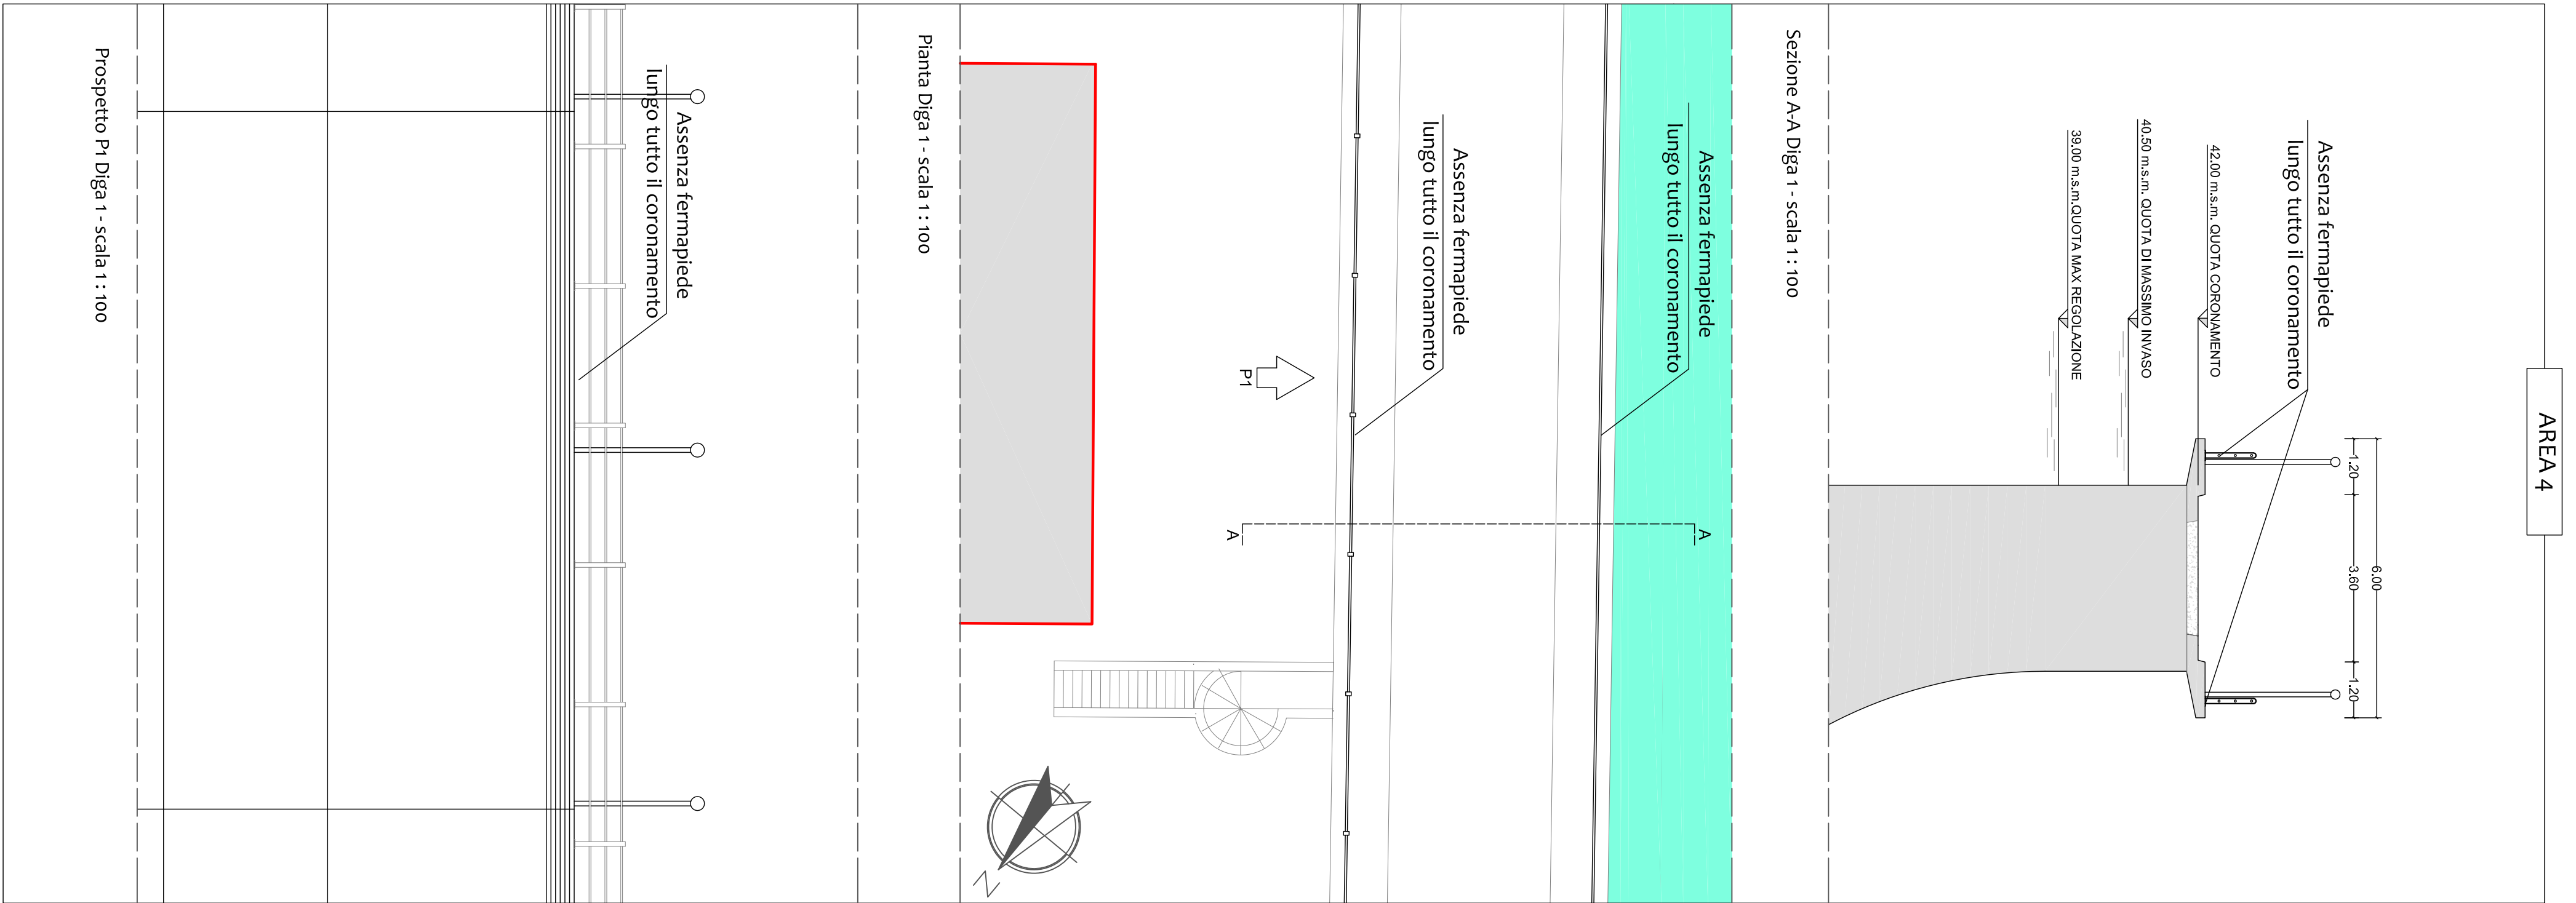 AREA 4
6.00
1.20
3.60
1.20
Assenza fermapiede
lungo tutto il coronamento
42.00 m.s.m. QUOTA CORONAMENTO
40.50 m.s.m. QUOTA DI MASSIMO INVASO
39.00 m.s.m.QUOTA MAX REGOLAZIONE
Sezione A-A Diga 1 - scala 1 : 100
Assenza fermapiede
lungo tutto il coronamento
A
Assenza fermapiede
lungo tutto il coronamento
P1
A
N
Pianta Diga 1 - scala 1 : 100
Assenza fermapiede
lungo tutto il coronamento
Prospetto P1 Diga 1 - scala 1 : 100